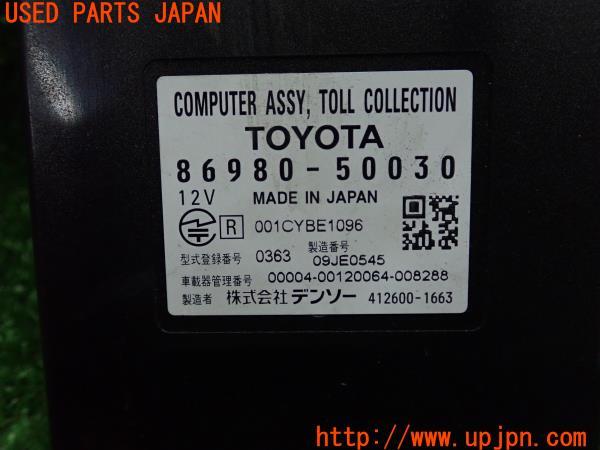 USED PARTS JAPAN
COMPUTER ASSY, TOLL COLLECTION
TOYOTA
86980-50030
12V MADE IN JAPAN
R 001CYBE1096
型式登録番号 0363 製造番号 09JE0545
車載器管理番号 00004-00120064-008288
製造者 株式会社 デンソー 412600-1663
http://www.upjpn.com/